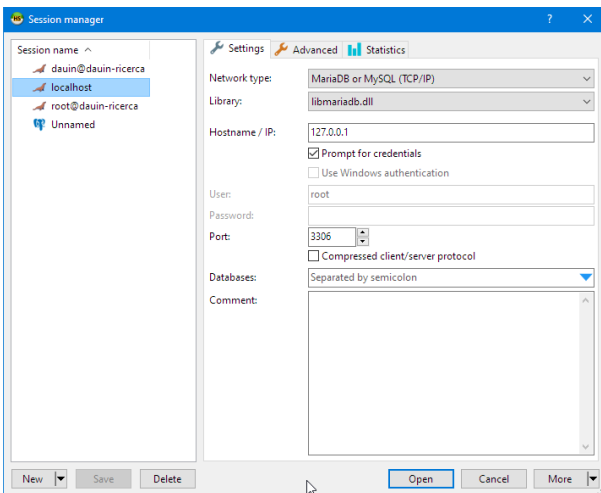 HS Session manager ? ×
Session name
dauin@dauin-ricerca
localhost
root@dauin-ricerca
Unnamed
Settings Advanced Statistics
Network type: MariaDB or MySQL (TCP/IP)
Library: libmariadb.dll
Hostname / IP: 127.0.0.1
Prompt for credentials
Use Windows authentication
User: root
Password:
Port: 3306
Compressed client/server protocol
Databases: Separated by semicolon
Comment:
New Save Delete Open Cancel More